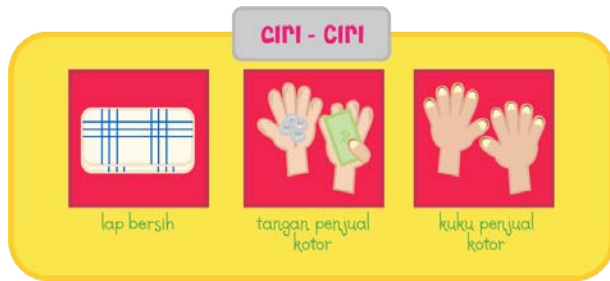 CIRI - CIRI
lap bersih
tangan penjual
kotor
kuku penjual
kotor